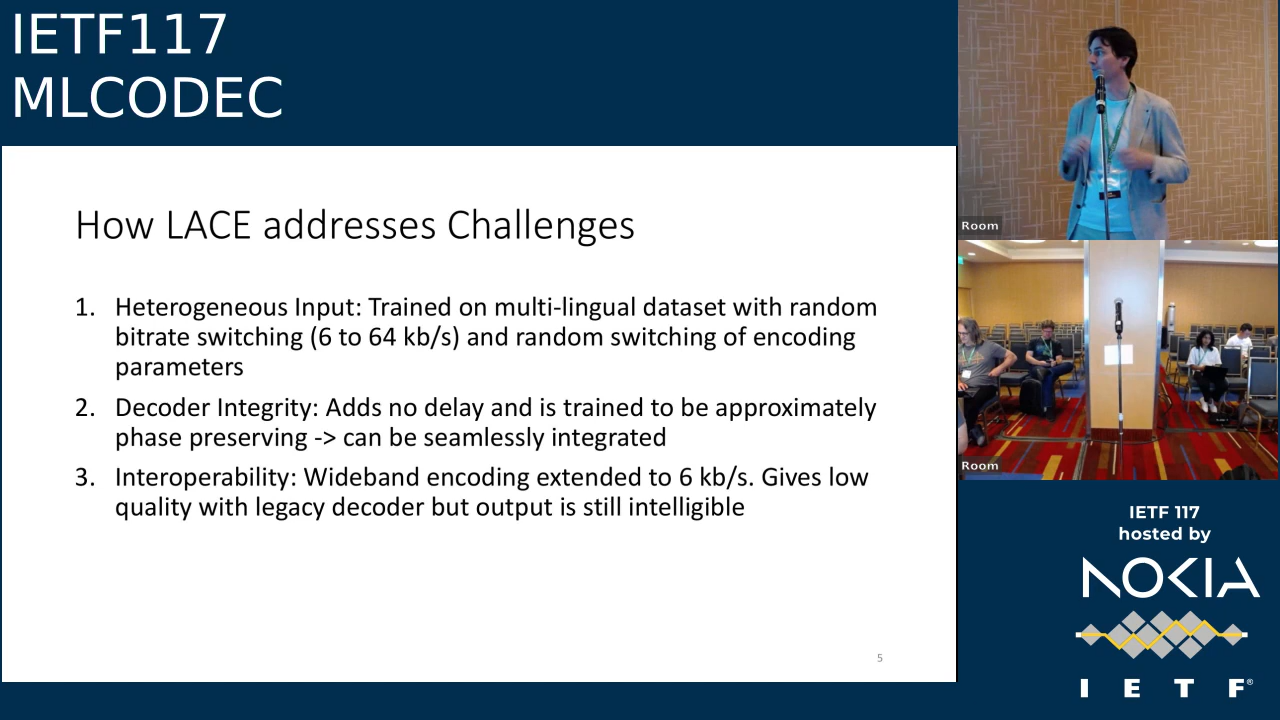 IETF117
MLCODEC
How LACE addresses Challenges
1. Heterogeneous Input: Trained on multi-lingual dataset with random
bitrate switching (6 to 64 kb/s) and random switching of encoding
parameters
2. Decoder Integrity: Adds no delay and is trained to be approximately
phase preserving -> can be seamlessly integrated
3. Interoperability: Wideband encoding extended to 6 kb/s. Gives low
quality with legacy decoder but output is still intelligible
5
Room
Room
IETF 117
hosted by
NOKIA
I E T F®